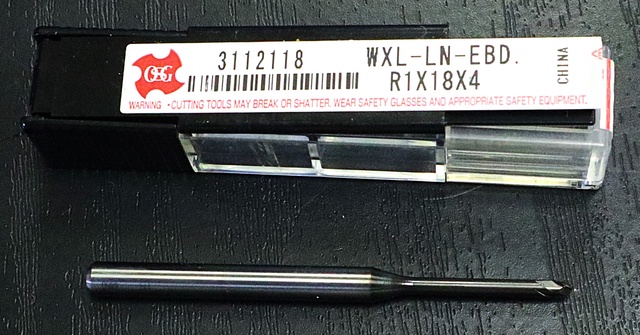 OSG
3112118 WXL-LN-EBD.
R1X18X4
CHINA
WARNING • CUTTING TOOLS MAY BREAK OR SHATTER. WEAR SAFETY GLASSES AND APPROPRIATE SAFETY EQUIPMENT.